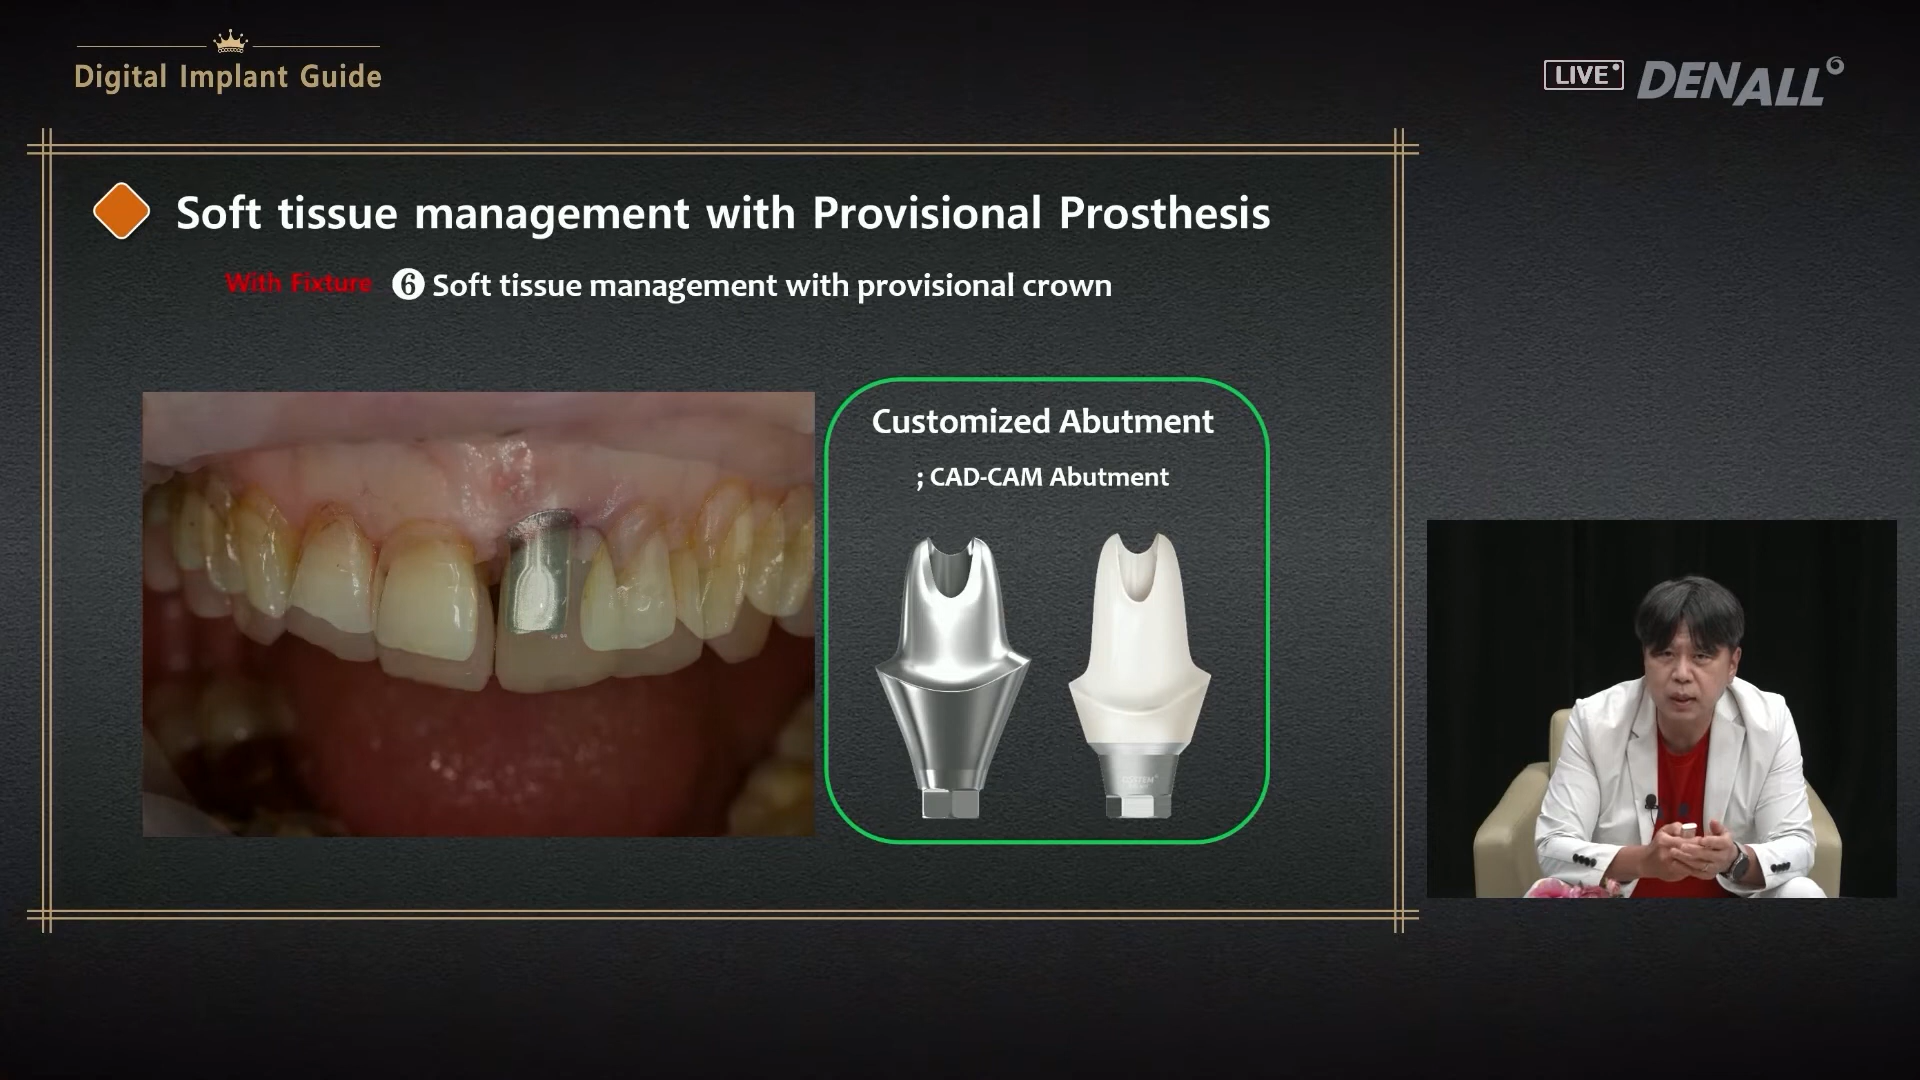 Digital Implant Guide
LIVE DENALL
Soft tissue management with Provisional Prosthesis
With Fixture ❻ Soft tissue management with provisional crown
Customized Abutment
; CAD-CAM Abutment